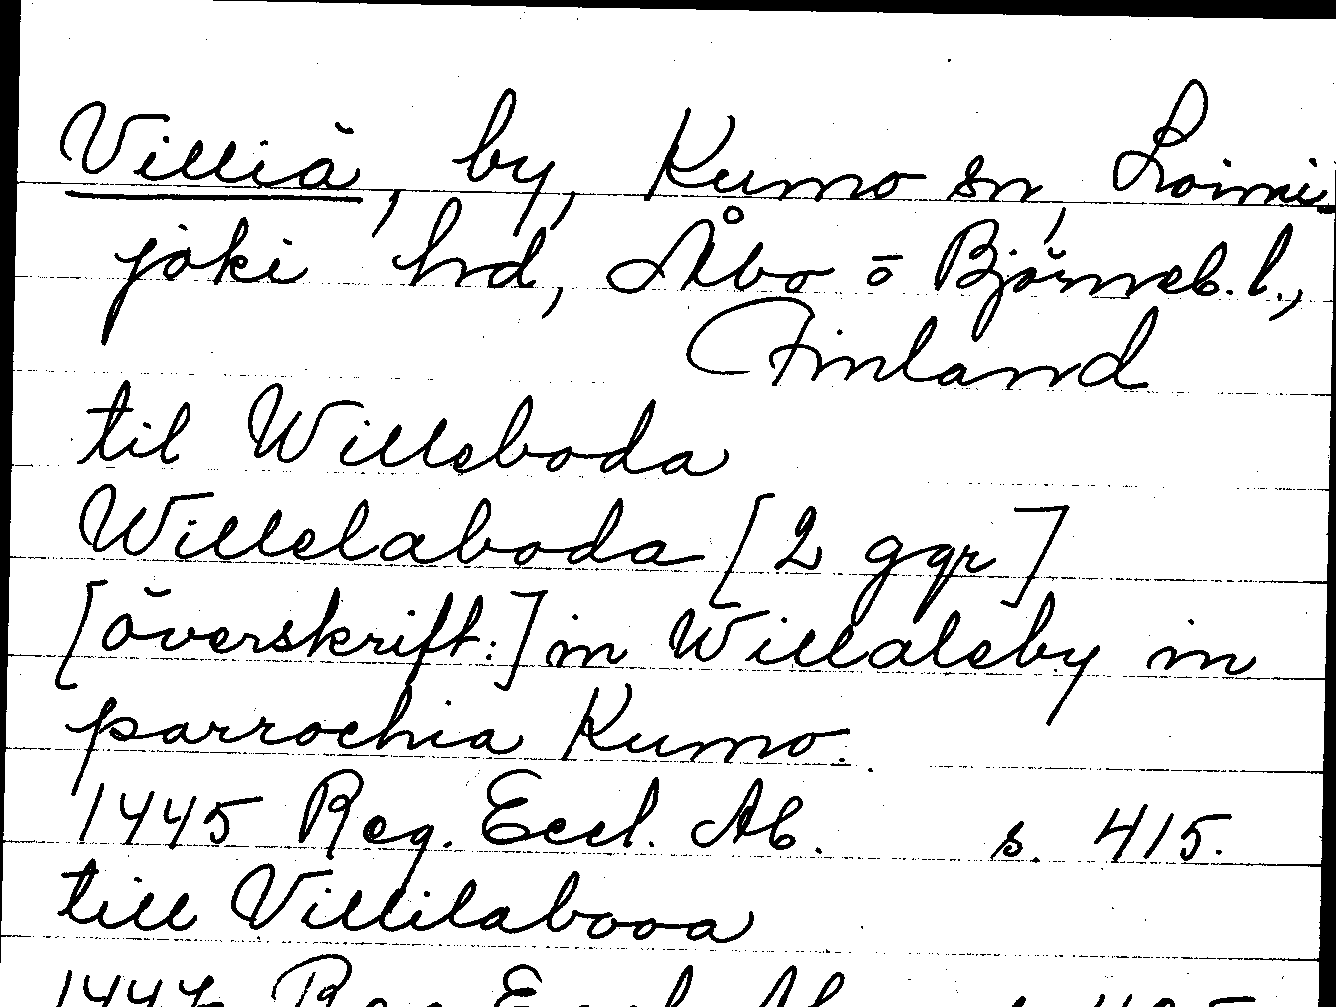 Villiä, by, Kumo sn, Loimi-
joki hd, Åbo o Björneb. l.,
Finland
til Willeboda
Willelaboda [2 ggr]
[överskrift:] in Willalaby in
parrochia Kumo.
1445 Reg. Eccl. Ab. s. 415.
till Villilabooa